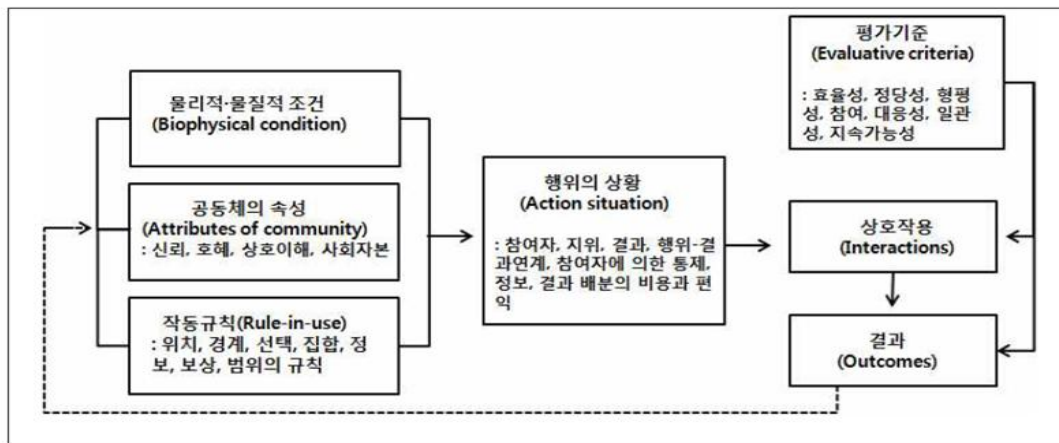 물리적·물질적 조건
(Biophysical condition)
공동체의 속성
(Attributes of community)
: 신뢰, 호혜, 상호이해, 사회자본
작동규칙(Rule-in-use)
: 위치, 경계, 선택, 집합, 정
보, 보상, 범위의 규칙
행위의 상황
(Action situation)
: 참여자, 지위, 결과, 행위-결
과연계, 참여자에 의한 통제,
정보, 결과 배분의 비용과 편
익
평가기준
(Evaluative criteria)
: 효율성, 정당성, 형평
성, 참여, 대응성, 일관
성, 지속가능성
상호작용
(Interactions)
결과
(Outcomes)